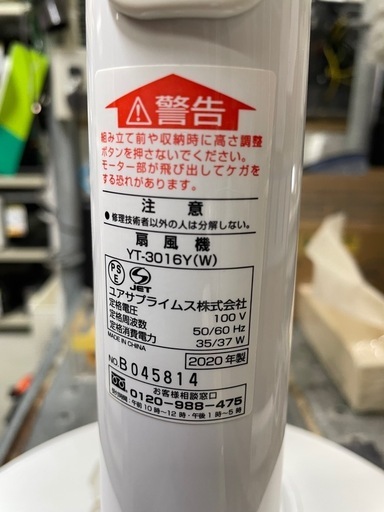 警告
組み立て前や収納時に高さ調整
ボタンを押さないでください。
モーター部が飛び出してケガを
する恐れがあります。
注 意
● 修理技術者以外の人は分解しない。
扇 風 機
YT-3016Y(W)
PS
E
JET
ユアサプライムス株式会社
定格電圧 100 V
定格周波数 50/60 Hz
定格消費電力 35/37 W
MADE IN CHINA
2020 年製
NO. B 045814
お客様相談窓口
0120-988-475
受付時間:午前10時~12時・午後1時~5時